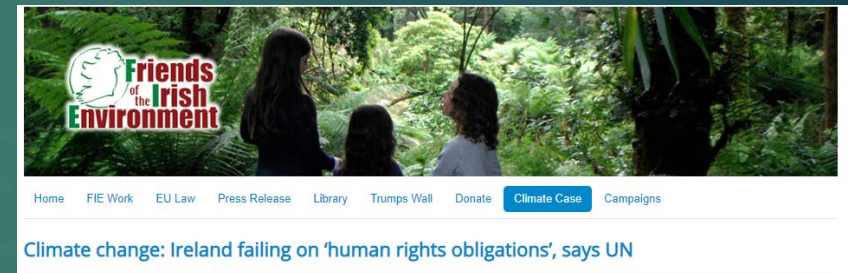 Friends
of the Irish
Environment
Home FIE Work EU Law Press Release Library Trumps Wall Donate Climate Case Campaigns
Climate change: Ireland failing on ‘human rights obligations’, says UN